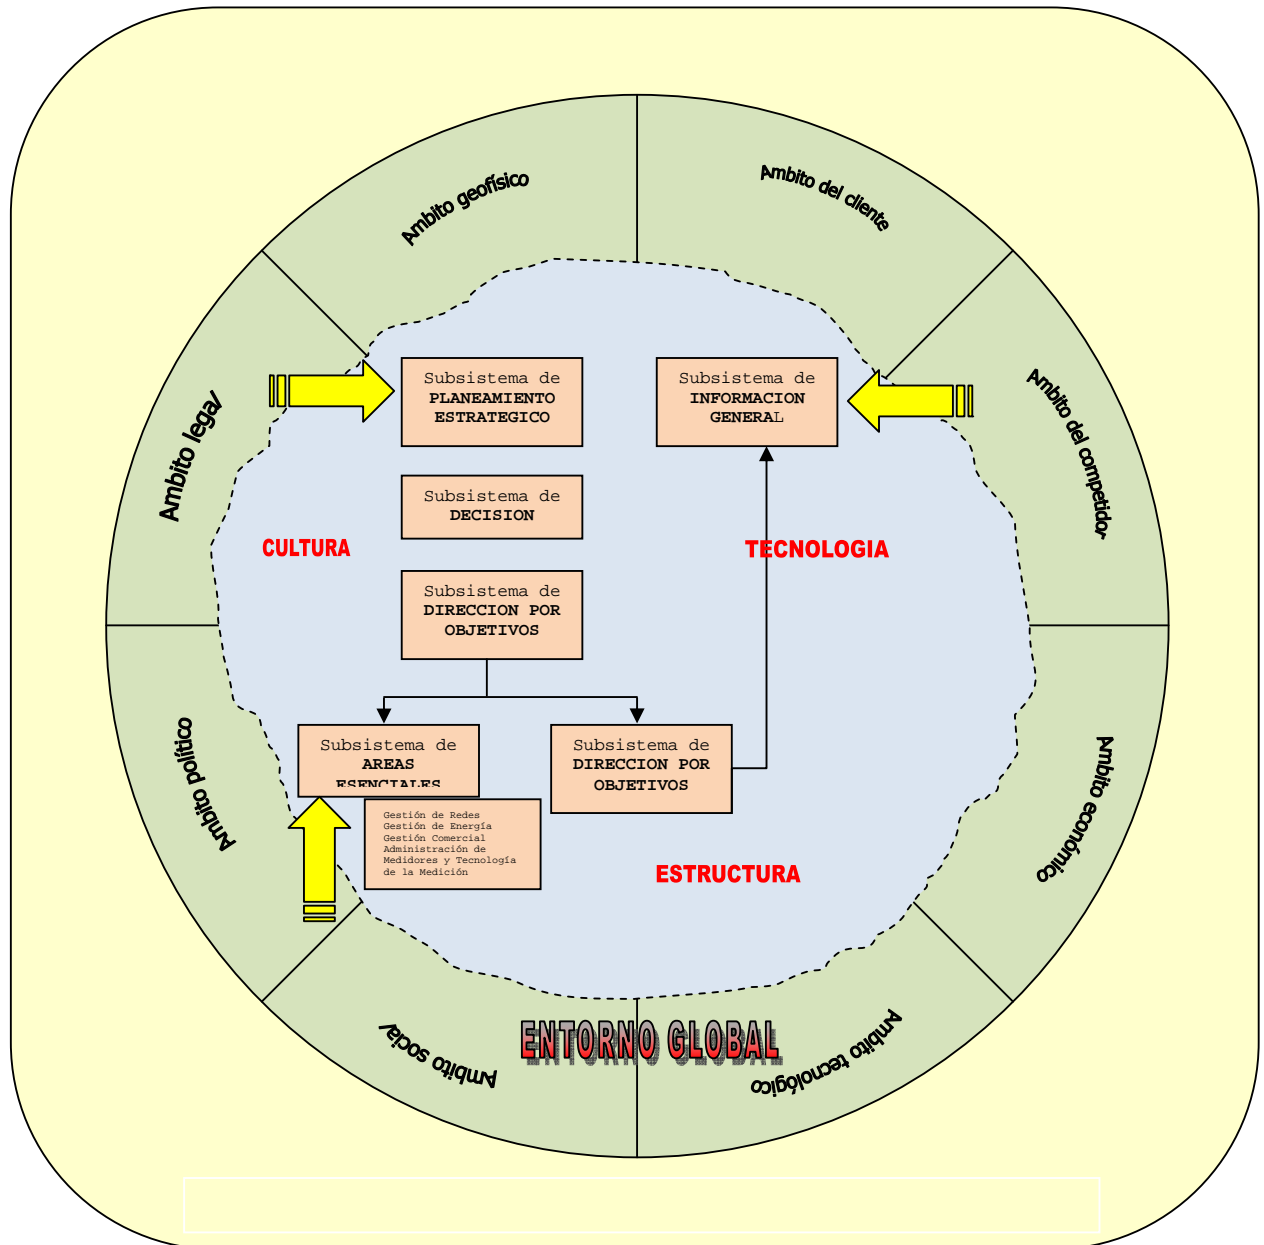 Ambito geofísico
Ambito del cliente
Ambito legal
Ambito del competidor
Subsistema de
PLANEAMIENTO
ESTRATEGICO
Subsistema de
INFORMACION
GENERAL
Subsistema de
DECISION
CULTURA
TECNOLOGIA
Subsistema de
DIRECCION POR
OBJETIVOS
Subsistema de
AREAS
ESENCIALES
Subsistema de
DIRECCION POR
OBJETIVOS
Gestión de Redes
Gestión de Energía
Gestión Comercial
Administración de
Medidores y Tecnología
de la Medición
ESTRUCTURA
Ambito político
Ambito económico
Ambito social
ENTORNO GLOBAL
Ambito tecnológico